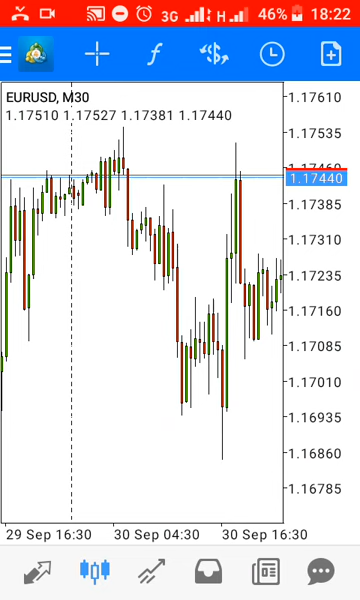 3G H 46% 18:22
f $
EURUSD, M30
1.17510 1.17527 1.17381 1.17440
1.17610
1.17535
1.17460
1.17440
1.17385
1.17310
1.17235
1.17160
1.17085
1.17010
1.16935
1.16860
1.16785
29 Sep 16:30 30 Sep 04:30 30 Sep 16:30